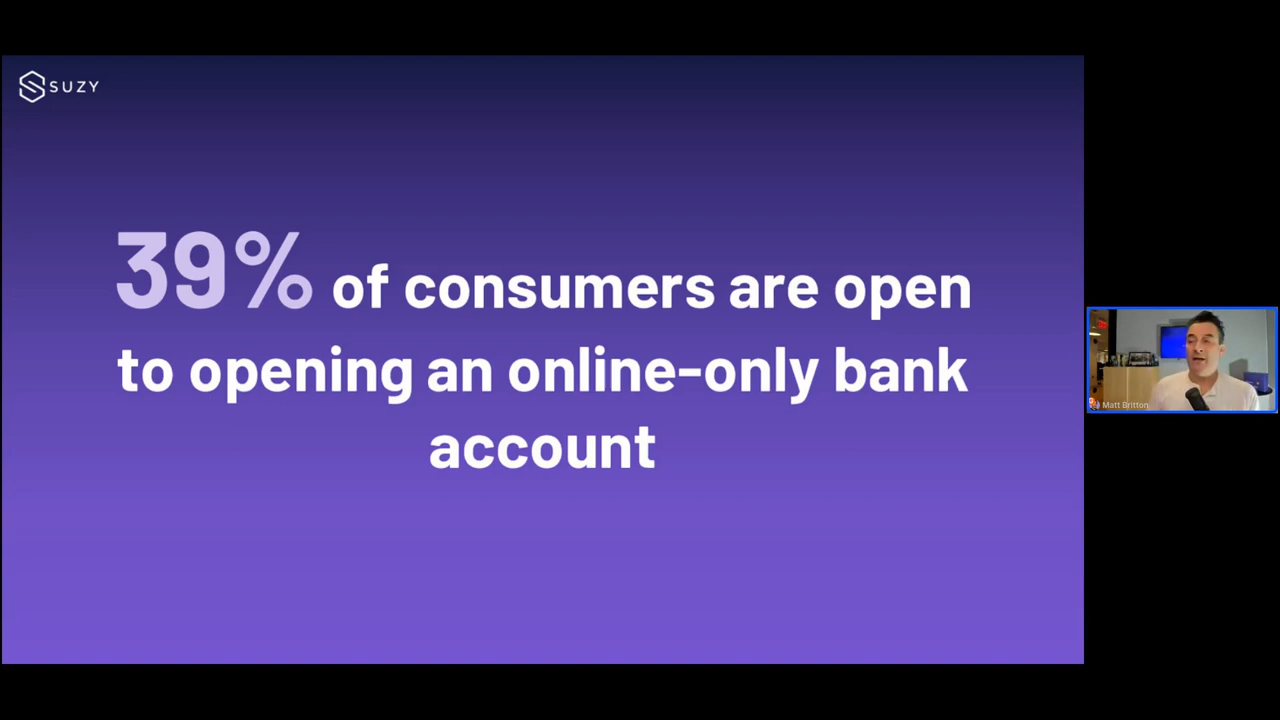 SUZY
39% of consumers are open
to opening an online-only bank
account
Matt Britton